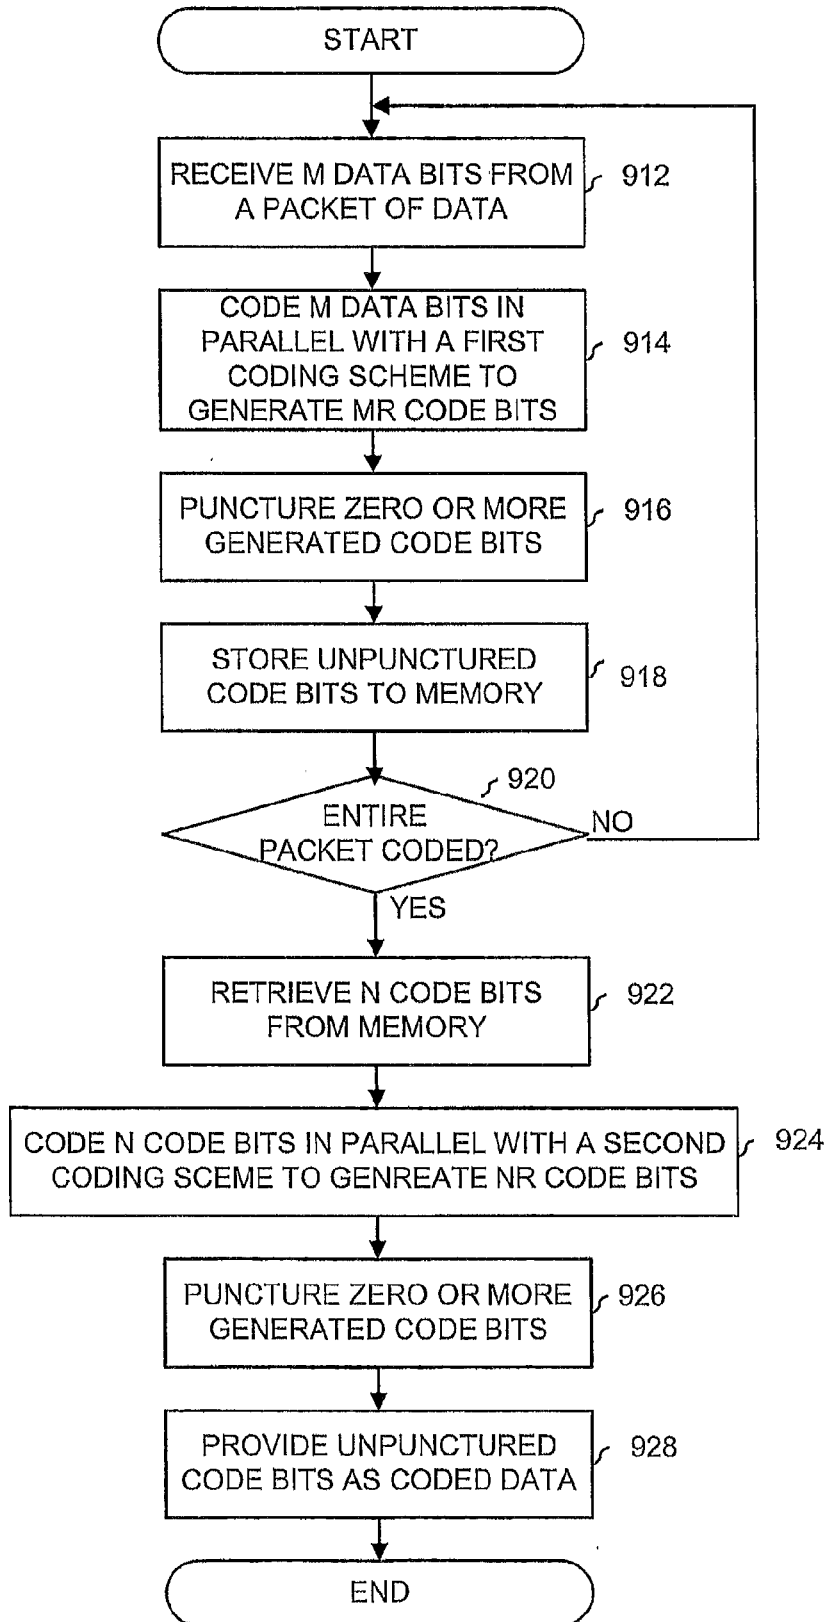 START
RECEIVE M DATA BITS FROM
A PACKET OF DATA
912
CODE M DATA BITS IN
PARALLEL WITH A FIRST
CODING SCHEME TO
GENERATE MR CODE BITS
914
PUNCTURE ZERO OR MORE
GENERATED CODE BITS
916
STORE UNPUNCTURED
CODE BITS TO MEMORY
918
920
ENTIRE
PACKET CODED?
NO
YES
RETRIEVE N CODE BITS
FROM MEMORY
922
CODE N CODE BITS IN PARALLEL WITH A SECOND
CODING SCEME TO GENREATE NR CODE BITS
924
PUNCTURE ZERO OR MORE
GENERATED CODE BITS
926
PROVIDE UNPUNCTURED
CODE BITS AS CODED DATA
928
END